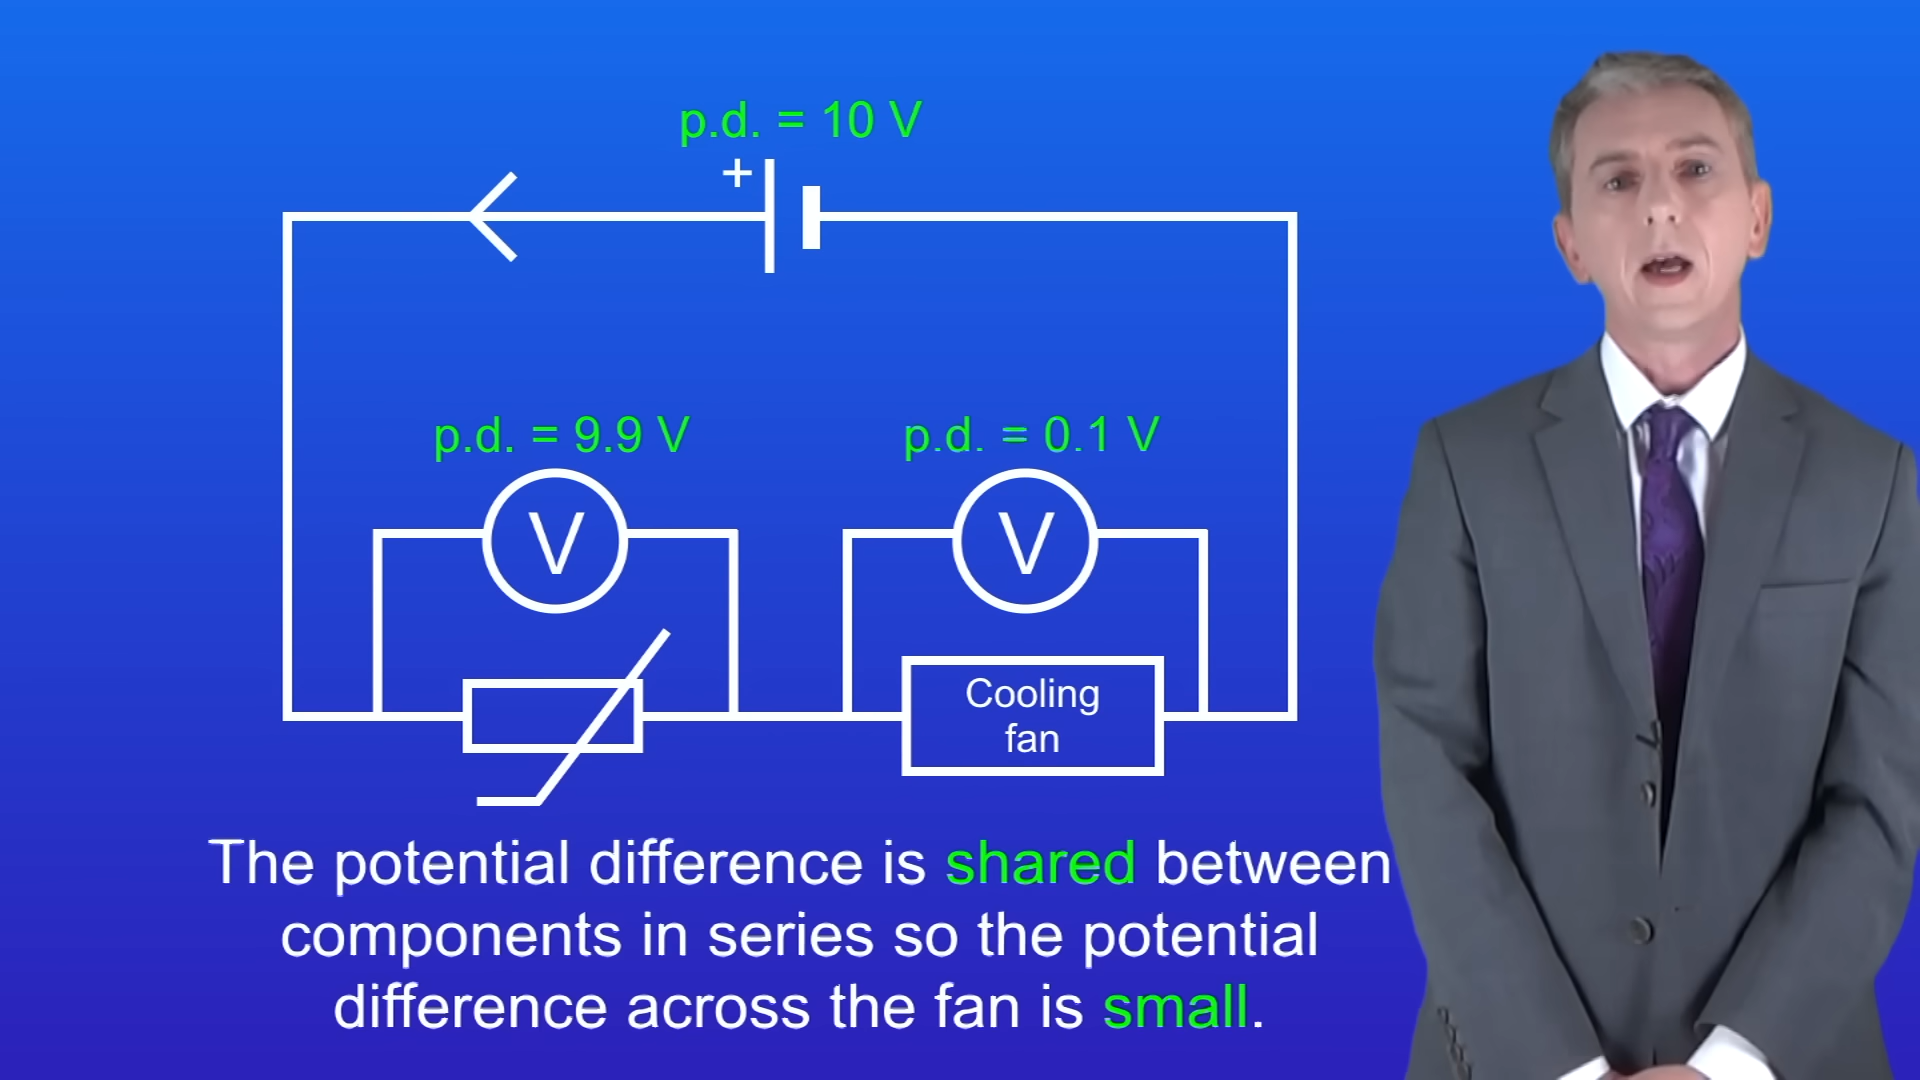 p.d. = 10 V
+
p.d. = 9.9 V
p.d. = 0.1 V
V
V
Cooling
fan
The potential difference is shared between
components in series so the potential
difference across the fan is small.